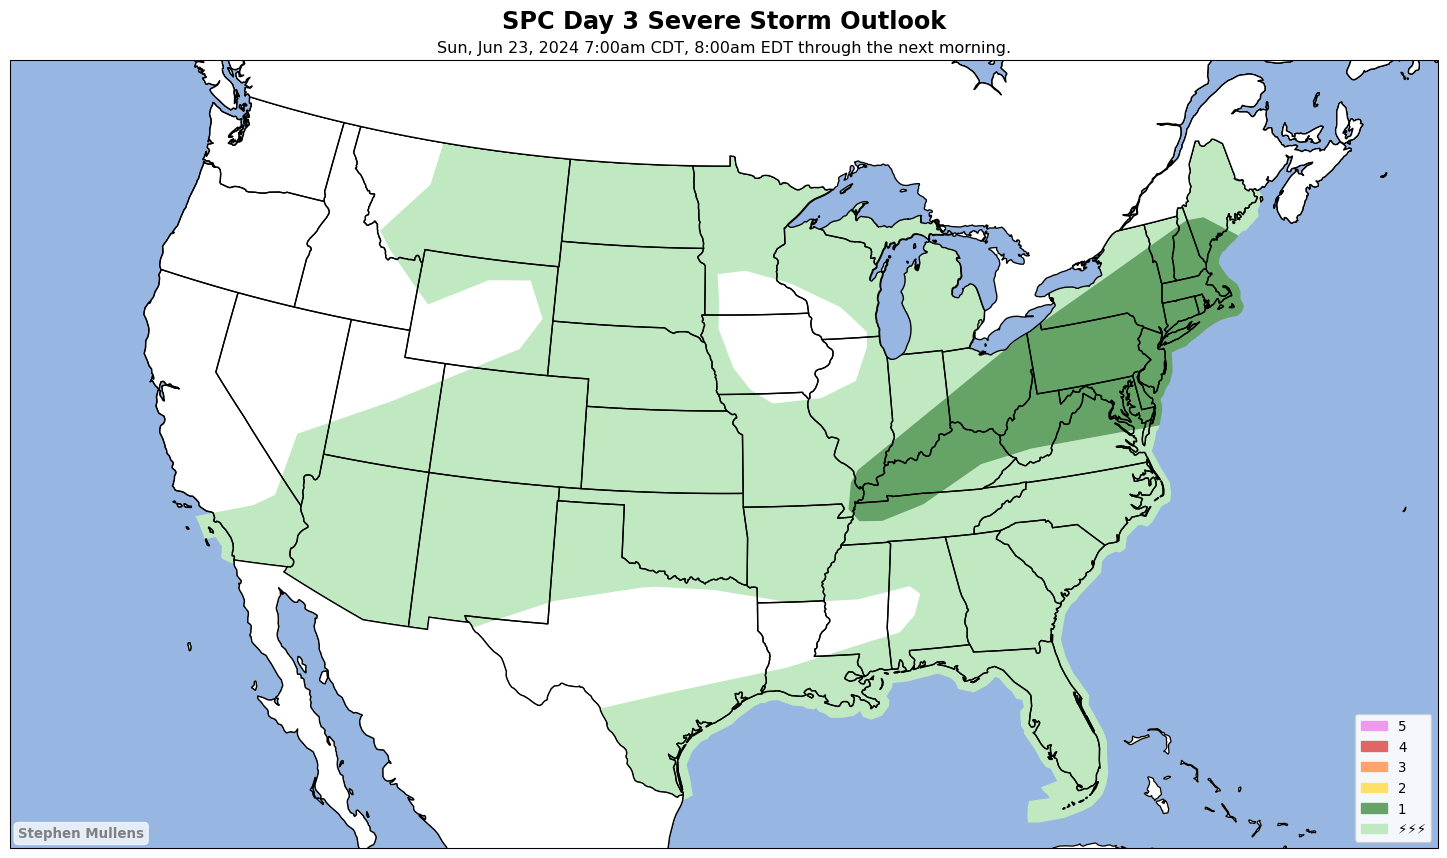 SPC Day 3 Severe Storm Outlook
Sun, Jun 23, 2024 7:00am CDT, 8:00am EDT through the next morning.
5
4
3
2
1
⚡⚡⚡
Stephen Mullens